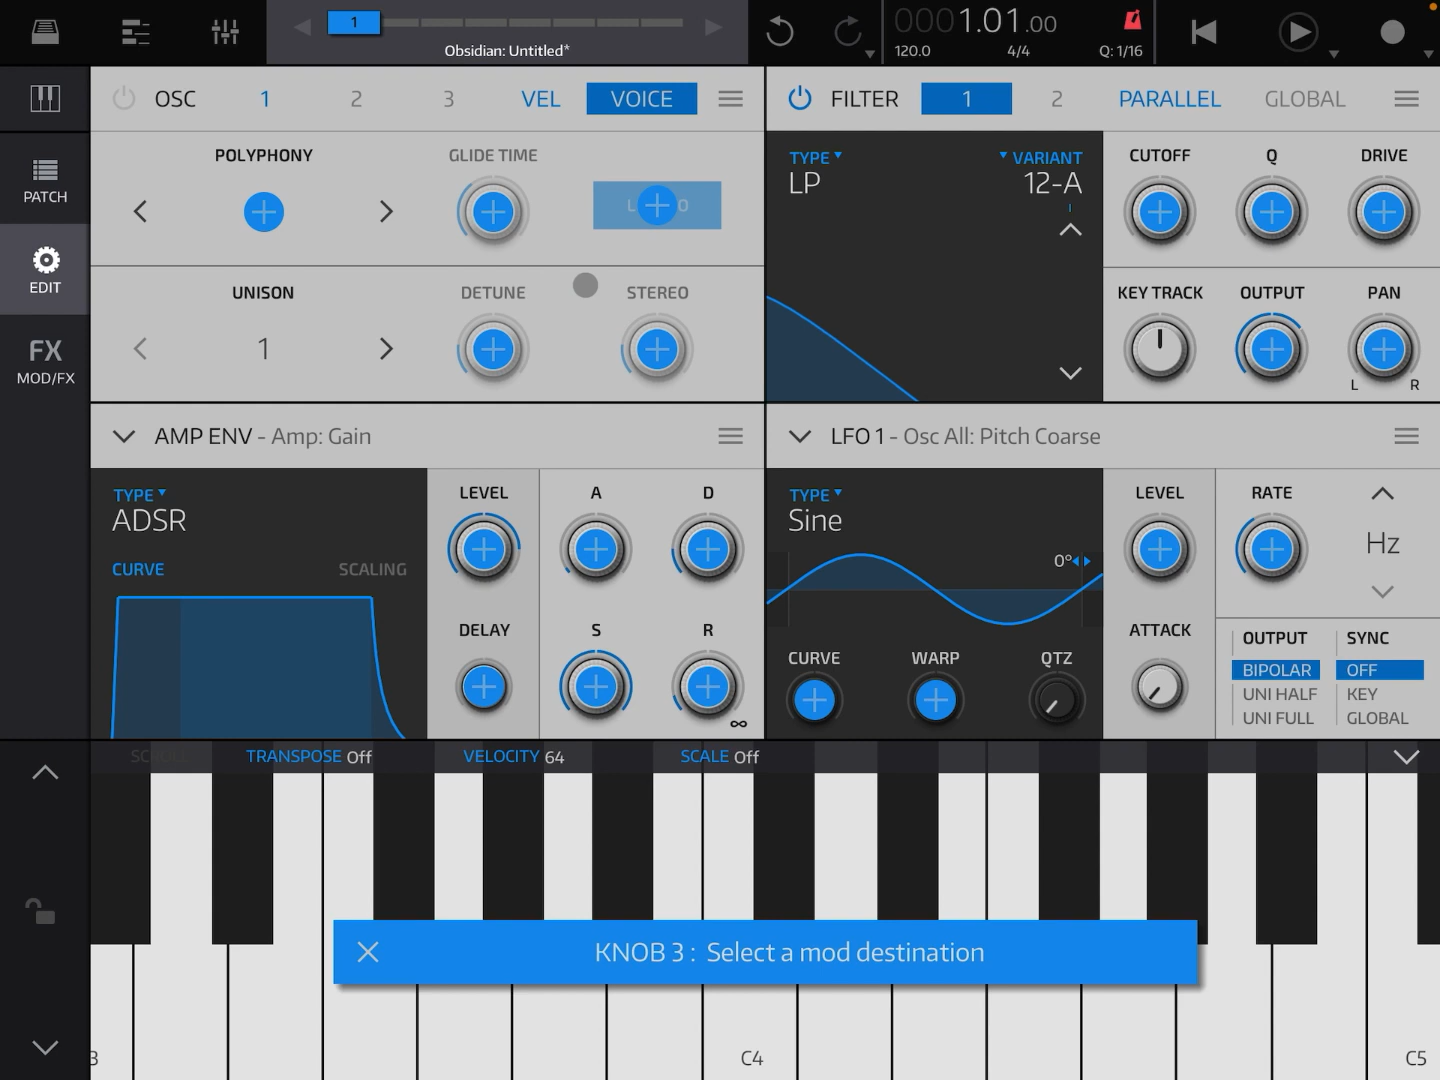 1
Obsidian: Untitled*
0001.01.00
120.0
4/4
Q: 1/16
OSC
1
2
3
VEL
VOICE
FILTER
1
2
PARALLEL
GLOBAL
PATCH
EDIT
FX
MOD/FX
POLYPHONY
GLIDE TIME
UNISON
1
DETUNE
STEREO
TYPE
LP
VARIANT
12-A
CUTOFF
Q
DRIVE
KEY TRACK
OUTPUT
PAN
L
R
AMP ENV - Amp: Gain
TYPE
ADSR
CURVE
SCALING
LEVEL
A
D
DELAY
S
R
∞
LFO 1 - Osc All: Pitch Coarse
TYPE
Sine
0°
CURVE
WARP
QTZ
LEVEL
RATE
Hz
ATTACK
OUTPUT
BIPOLAR
UNI HALF
UNI FULL
SYNC
OFF
KEY
GLOBAL
SCROLL
TRANSPOSE Off
VELOCITY 64
SCALE Off
KNOB 3 : Select a mod destination
C4
C5